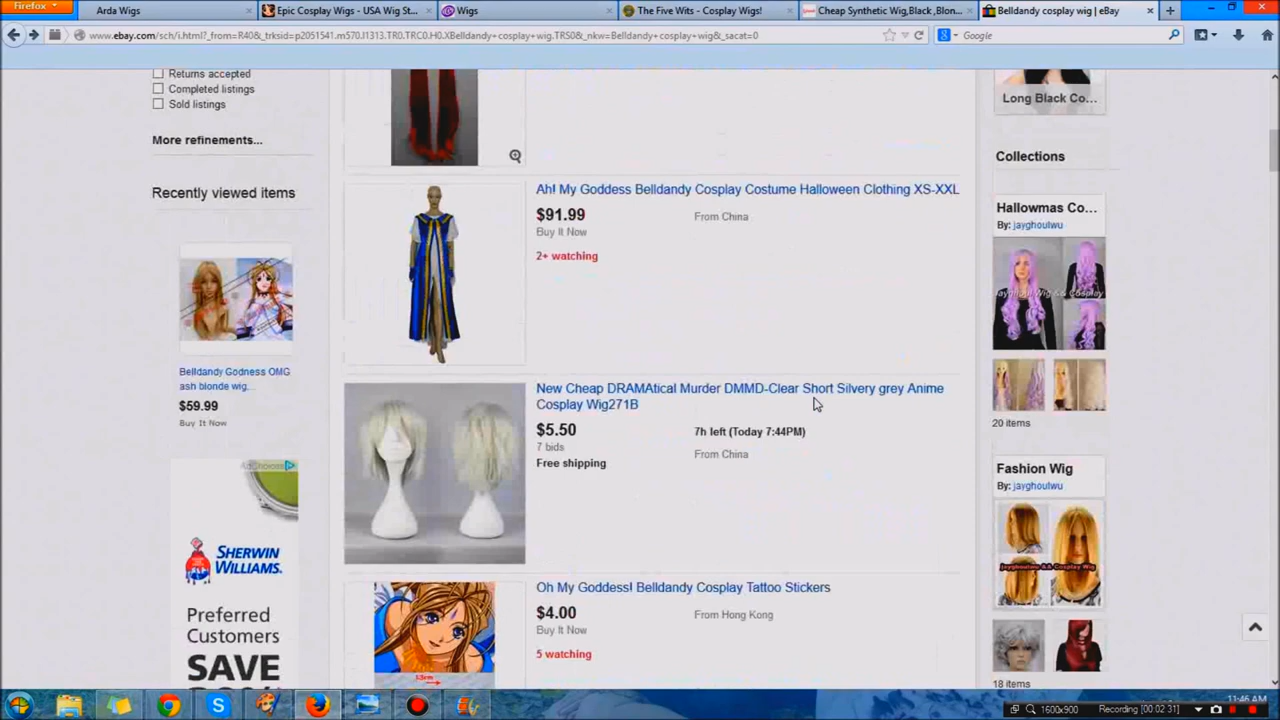 Firefox
Arda Wigs
Epic Cosplay Wigs - USA Wig St...
Wigs
The Five Wits - Cosplay Wigs!
Cheap Synthetic Wig,Black ,Blon...
Belldandy cosplay wig | eBay
www.ebay.com/sch/i.html?_from=R40&_trksid=p2051541.m570.l1313.TR0.TRC0.H0.XBelldandy+cosplay+wig.TRS0&_nkw=Belldandy+cosplay+wig&_sacat=0
Google
Returns accepted
Completed listings
Sold listings
More refinements...
Recently viewed items
Belldandy Godness OMG
ash blonde wig...
$59.99
Buy It Now
AdChoices
SHERWIN
WILLIAMS.
Preferred
Customers
SAVE
Ah! My Goddess Belldandy Cosplay Costume Halloween Clothing XS-XXL
$91.99
From China
Buy It Now
2+ watching
New Cheap DRAMAtical Murder DMMD-Clear Short Silvery grey Anime
Cosplay Wig271B
$5.50
7h left (Today 7:44PM)
7 bids
From China
Free shipping
Oh My Goddess! Belldandy Cosplay Tattoo Stickers
$4.00
From Hong Kong
Buy It Now
5 watching
13cm
Long Black Co...
Collections
Hallowmas Co...
By: jayghoulwu
Jayghoul Wig && Cosplay
20 items
Fashion Wig
By: jayghoulwu
jayghoulwu && Cosplay Wig
18 items
11:46 AM
1600x900
Recording [00:02:31]